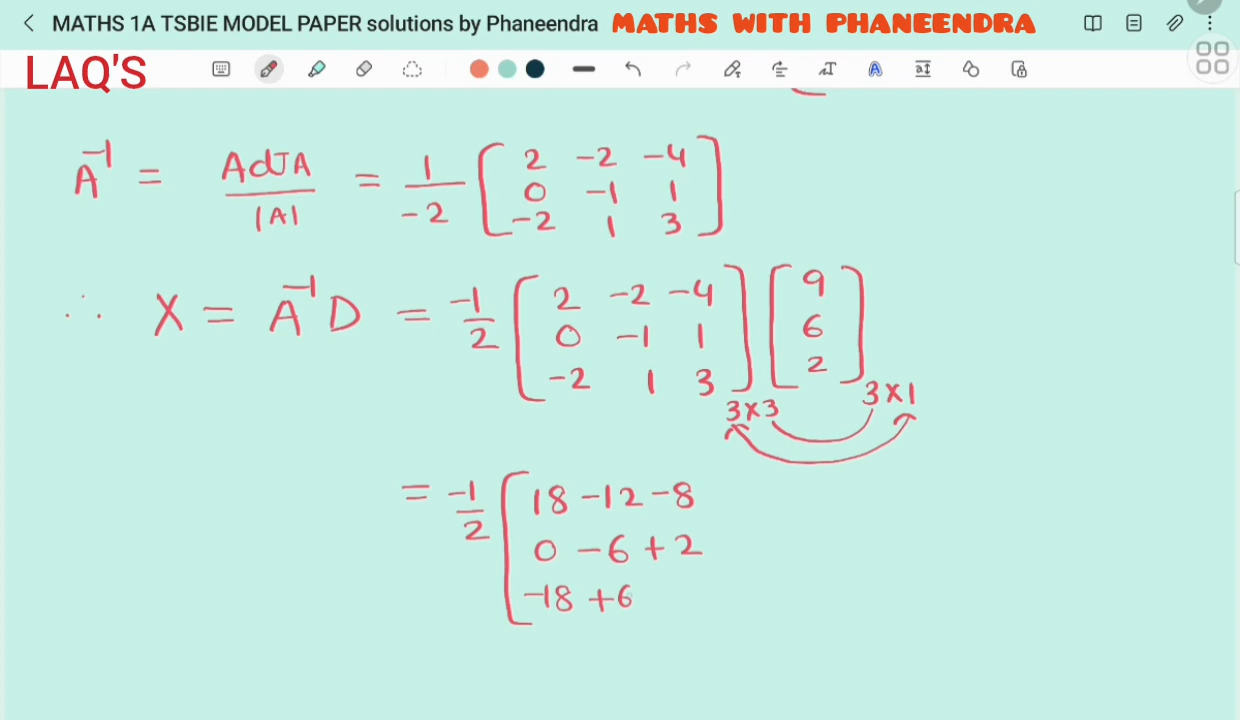 MATHS 1A TSBIE MODEL PAPER solutions by Phaneendra MATHS WITH PHANEENDRA
LAQ'S
A⁻¹ = AdJA / |A| = 1/-2 [2 -2 -4
0 -1 1
-2 1 3]
∴ X = A⁻¹D = -1/2 [2 -2 -4
0 -1 1
-2 1 3] [9
6
2]
3×3 3×1
= -1/2 [18 -12 -8
0 -6 +2
-18 +6